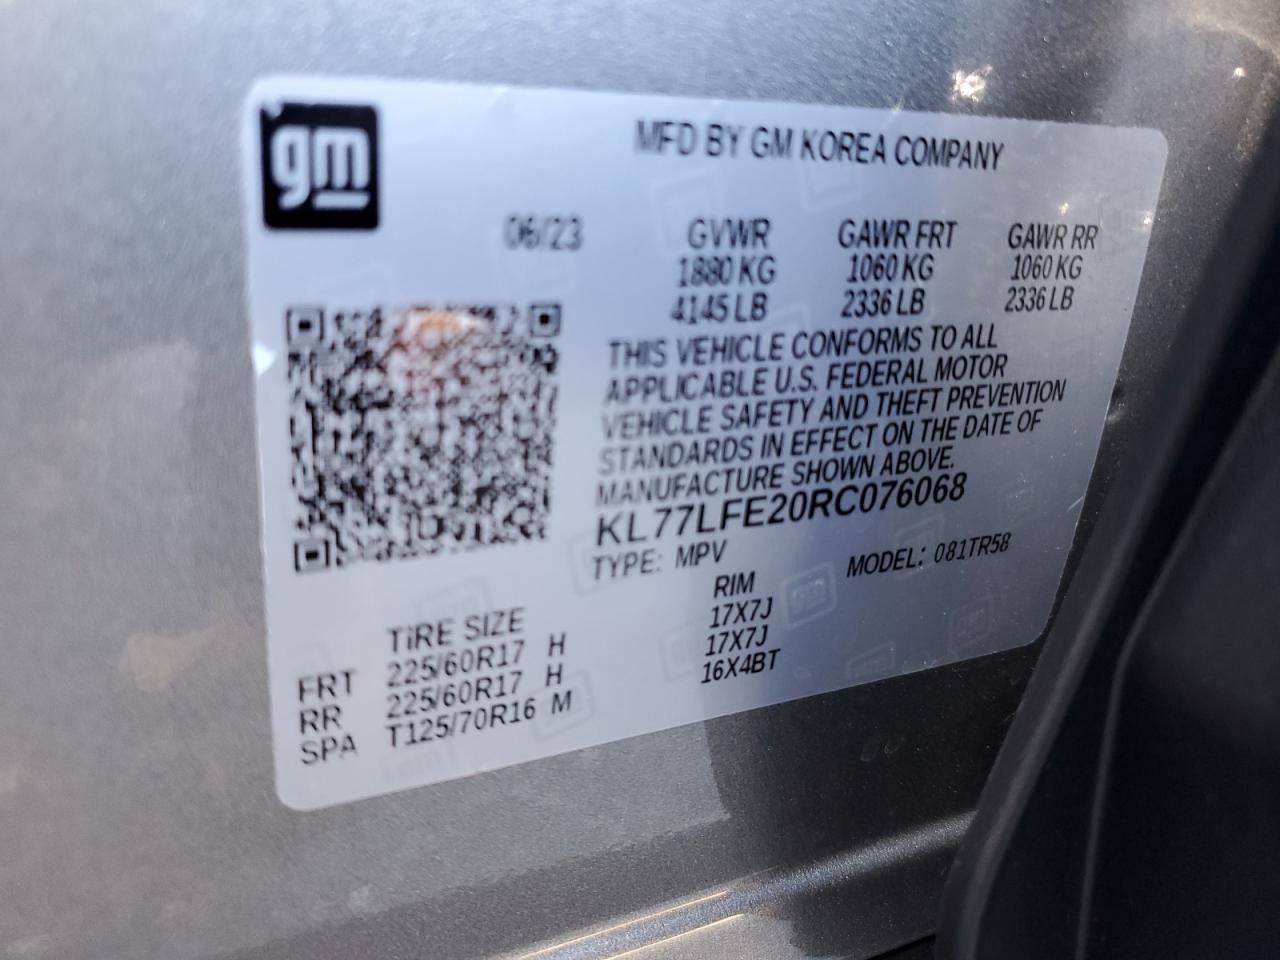 gm
MFD BY GM KOREA COMPANY
06/23 GVWR GAWR FRT GAWR RR
1880 KG 1060 KG 1060 KG
4145 LB 2336 LB 2336 LB
THIS VEHICLE CONFORMS TO ALL
APPLICABLE U.S. FEDERAL MOTOR
VEHICLE SAFETY AND THEFT PREVENTION
STANDARDS IN EFFECT ON THE DATE OF
MANUFACTURE SHOWN ABOVE.
KL77LFE20RC076068
TYPE: MPV MODEL: 081TR58
TIRE SIZE RIM
FRT 225/60R17 H 17X7J
RR 225/60R17 H 17X7J
SPA T125/70R16 M 16X4BT